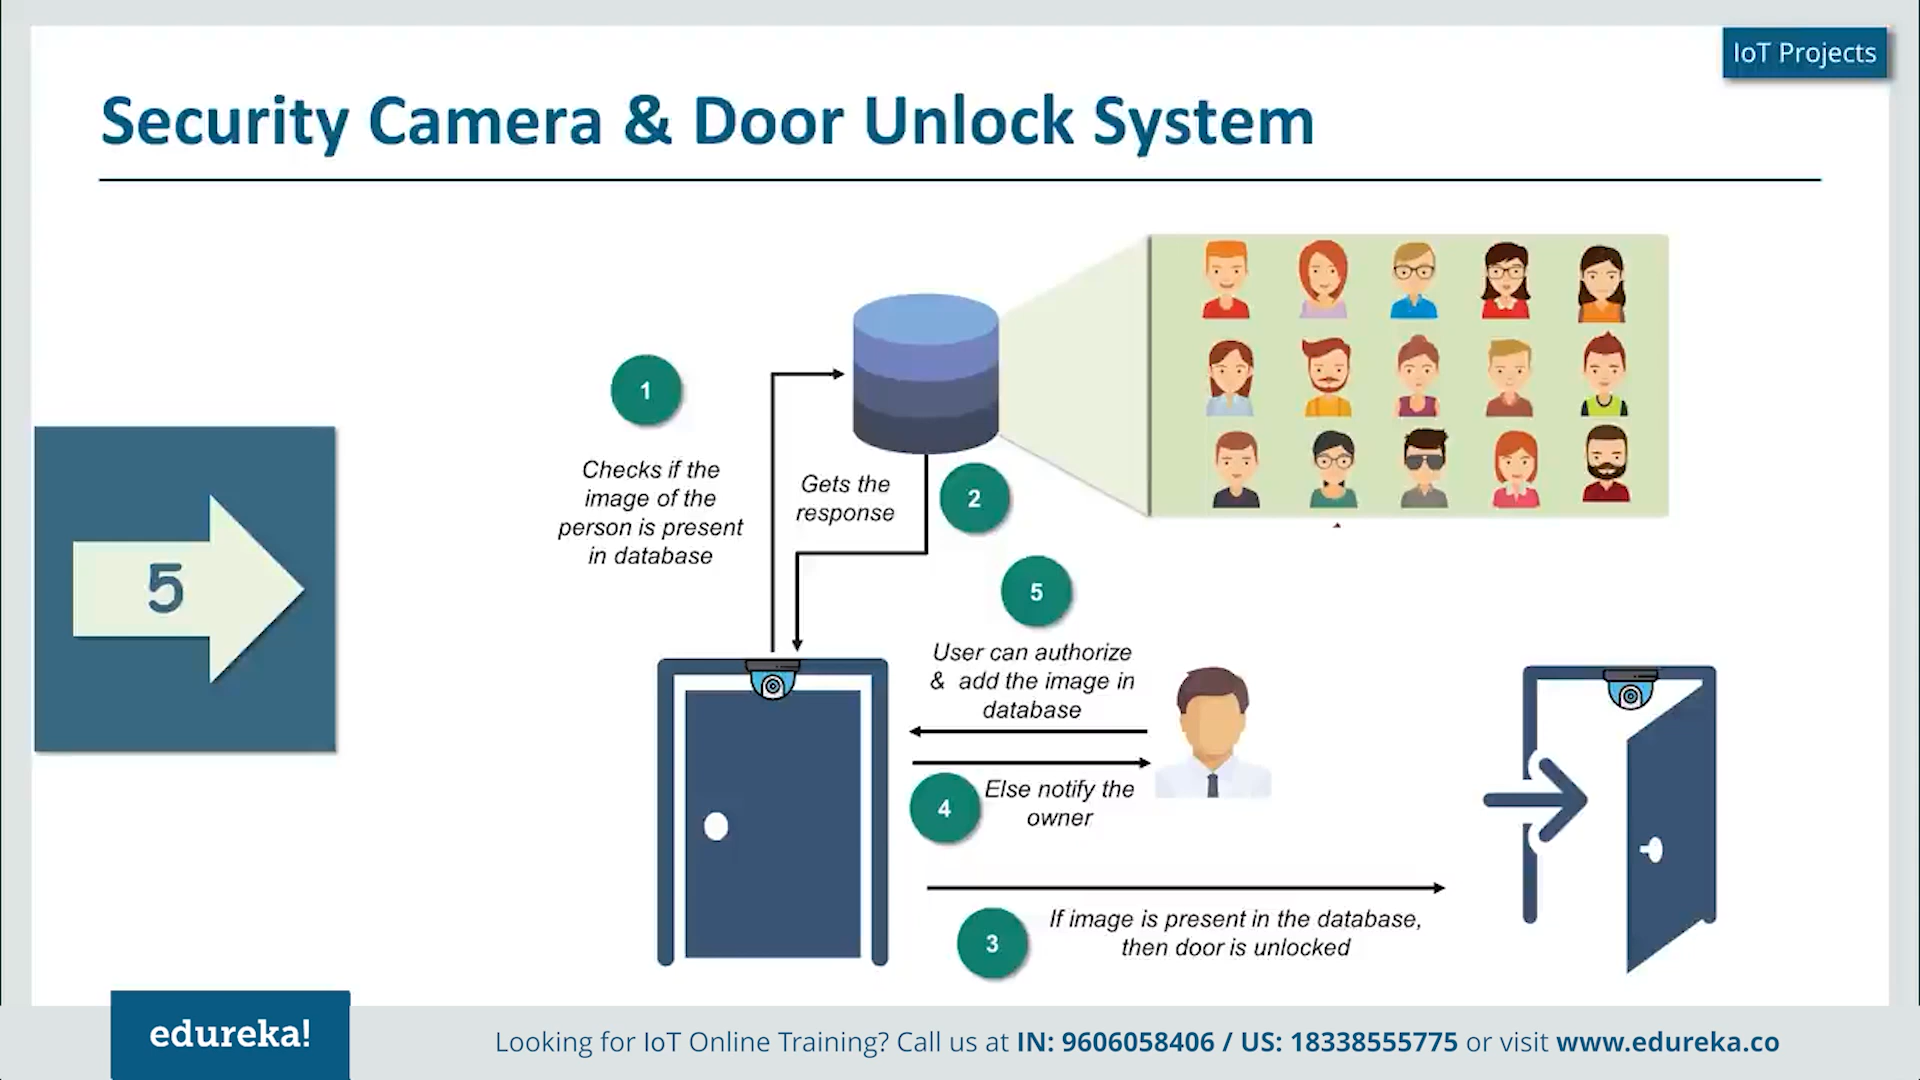 IoT Projects
Security Camera & Door Unlock System
1
Checks if the
image of the
person is present
in database
Gets the
response
2
5
5
User can authorize
& add the image in
database
4
Else notify the
owner
3
If image is present in the database,
then door is unlocked
edureka!
Looking for IoT Online Training? Call us at IN: 9606058406 / US: 18338555775 or visit www.edureka.co